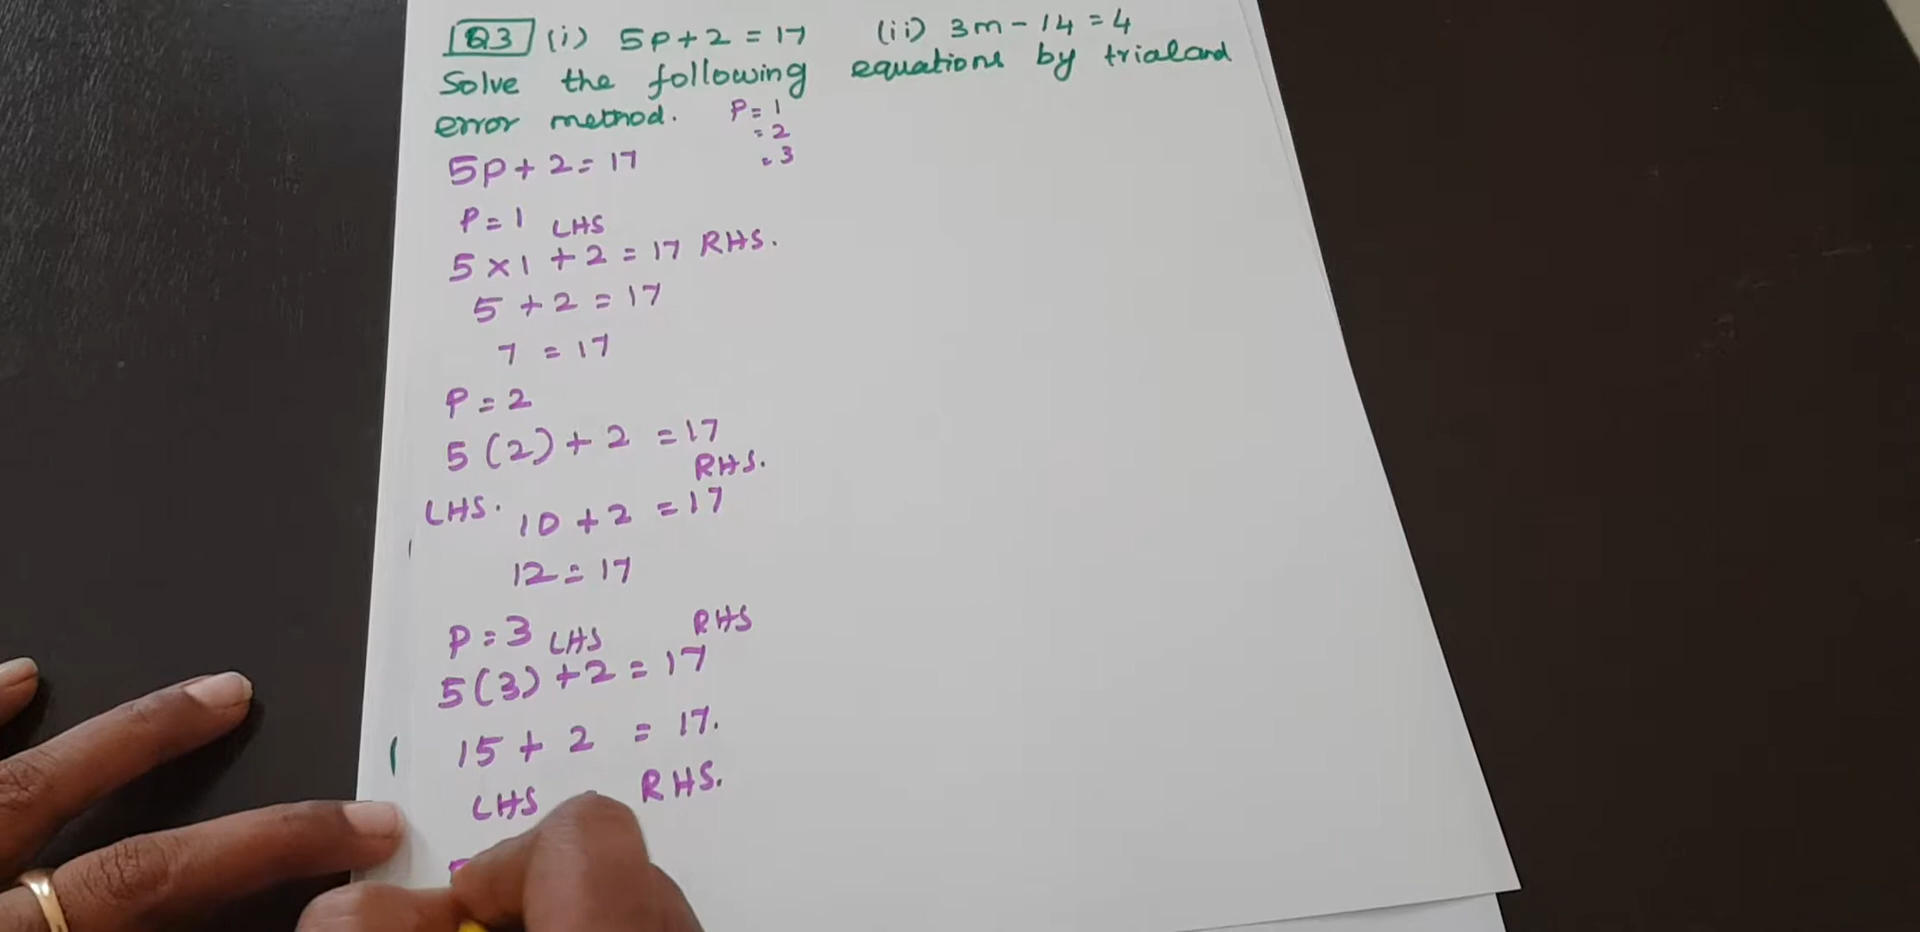 Q3 (i) 5p+2 = 17 (ii) 3m - 14 = 4
Solve the following equations by trial and
error method. P = 1
= 2
= 3
5p + 2 = 17
P = 1 LHS
5 × 1 + 2 = 17 RHS.
5 + 2 = 17
7 = 17
P = 2
5 (2) + 2 = 17
RHS.
LHS. 10 + 2 = 17
12 = 17
P = 3 LHS RHS
5(3) + 2 = 17
15 + 2 = 17.
LHS RHS.